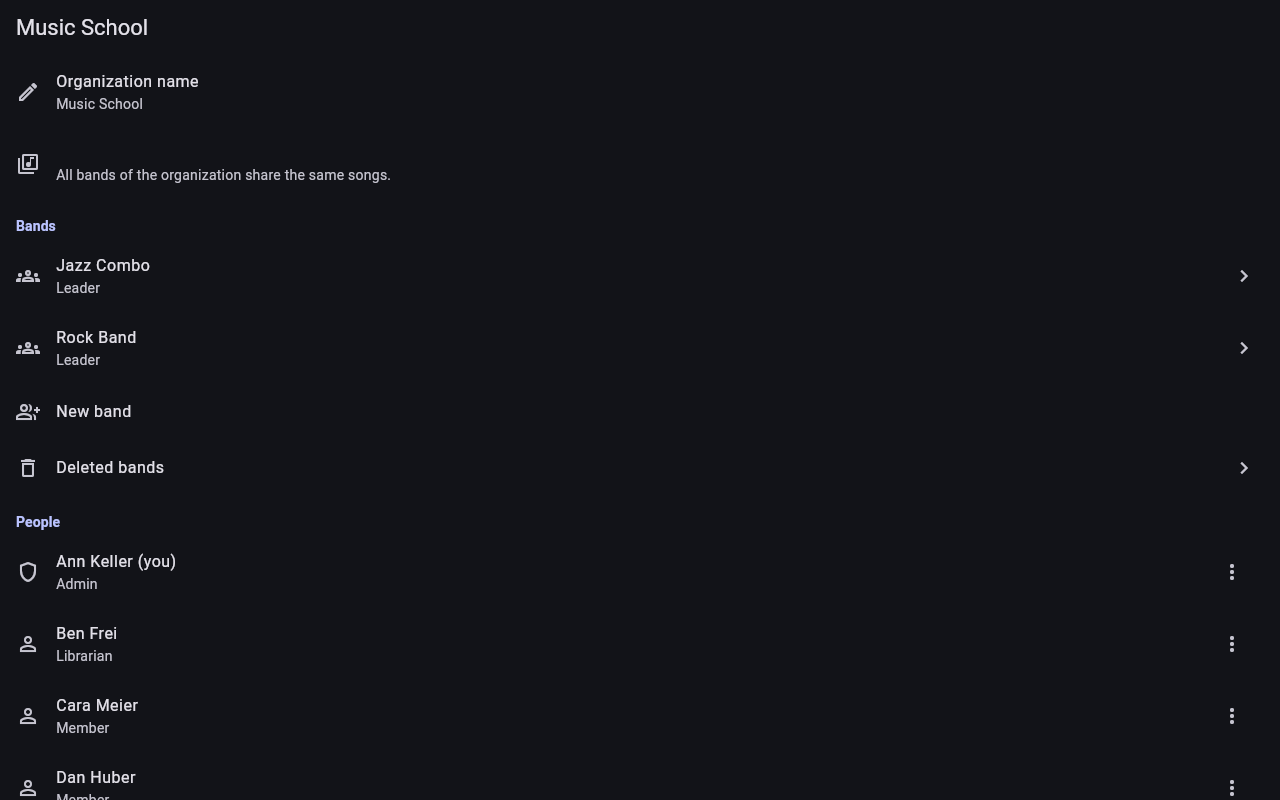 Music School
Organization name
Music School
All bands of the organization share the same songs.
Bands
Jazz Combo
Leader
Rock Band
Leader
New band
Deleted bands
People
Ann Keller (you)
Admin
Ben Frei
Librarian
Cara Meier
Member
Dan Huber
Member